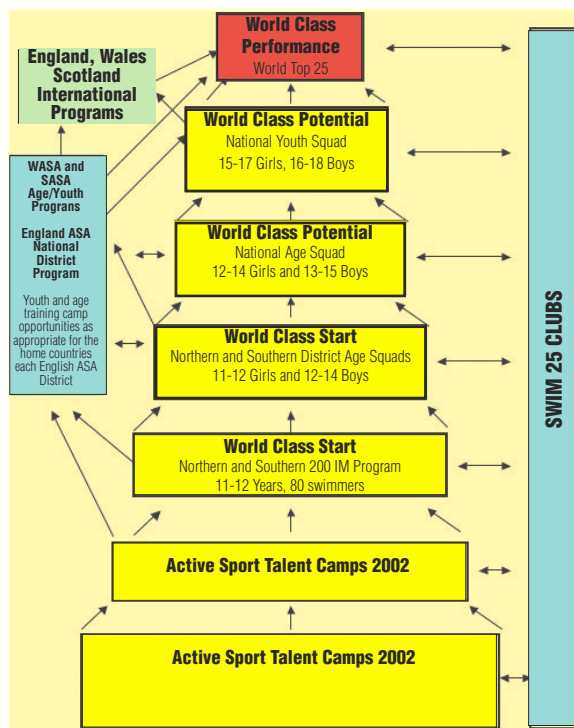 World Class
Performance
World Top 25
England, Wales
Scotland
International
Programs
World Class Potential
National Youth Squad
15-17 Girls, 16-18 Boys
WASA and
SASA
Age/Youth
Programs
England ASA
National
District
Program
Youth and age
training camp
opportunities as
appropriate for the
home countries
each English ASA
District
World Class Potential
National Age Squad
12-14 Girls and 13-15 Boys
World Class Start
Northern and Southern District Age Squads
11-12 Girls and 12-14 Boys
World Class Start
Northern and Southern 200 IM Program
11-12 Years, 80 swimmers
Active Sport Talent Camps 2002
Active Sport Talent Camps 2002
SWIM 25 CLUBS